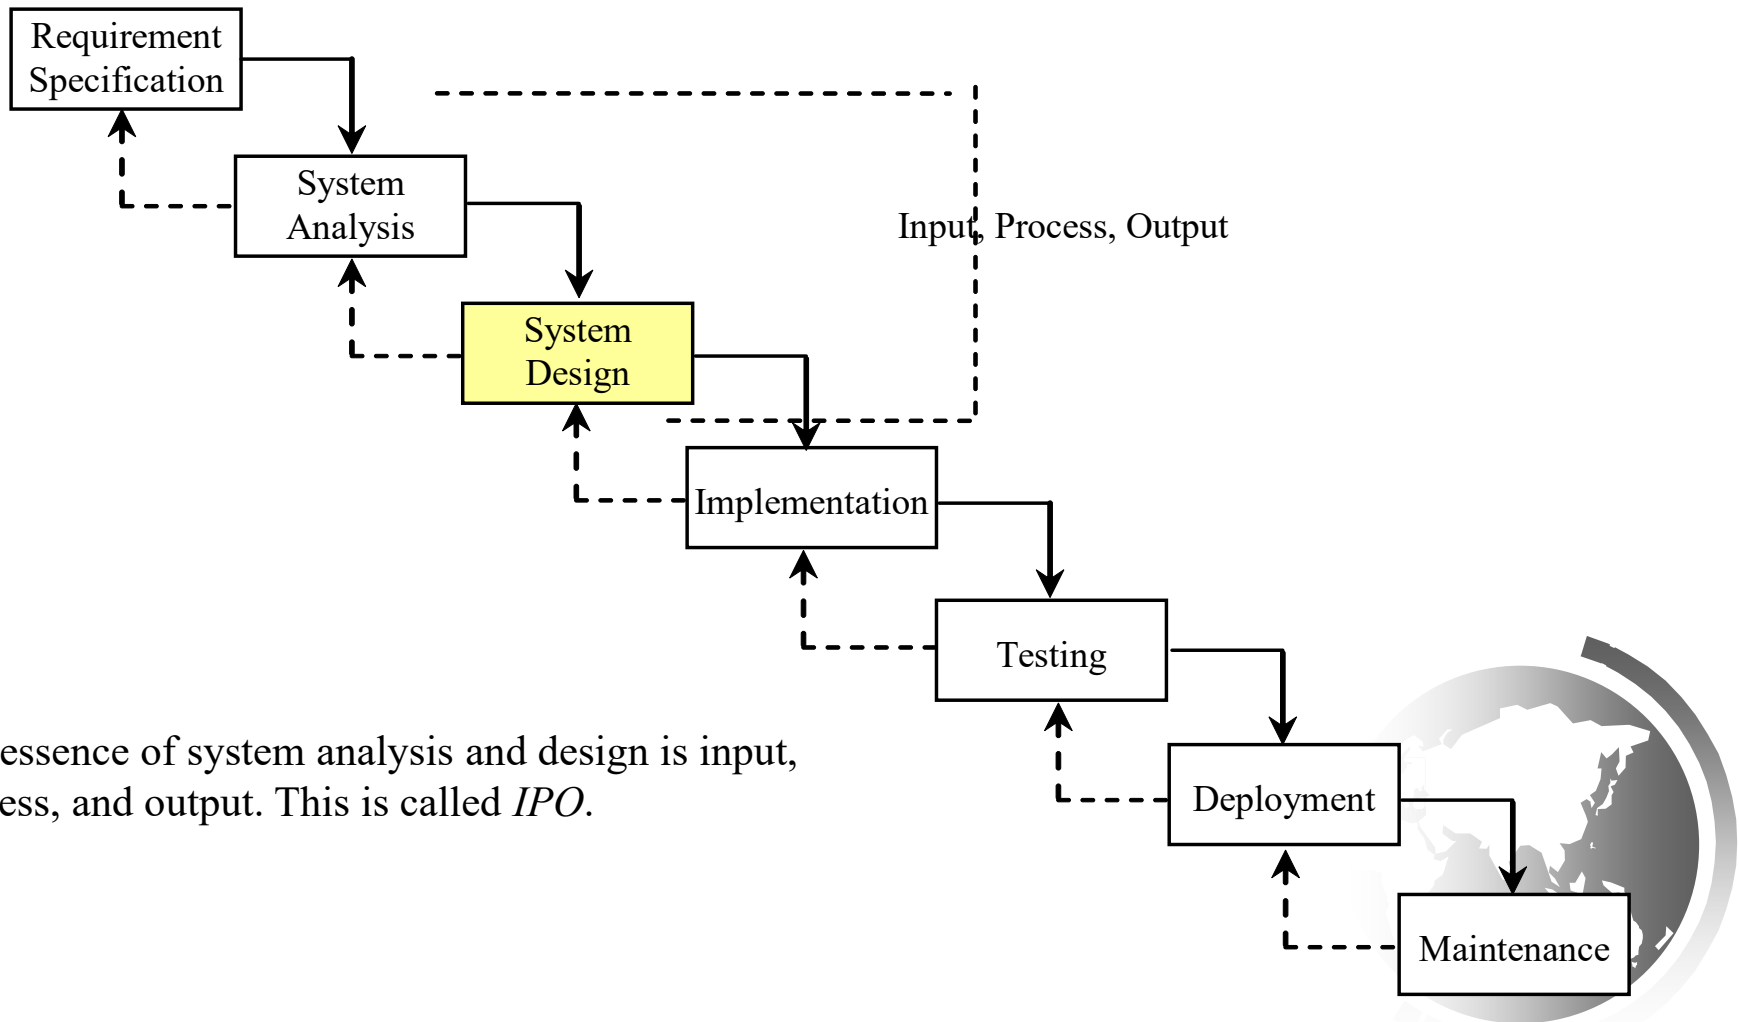 Requirement
Specification
System
Analysis
Input, Process, Output
System
Design
Implementation
Testing
essence of system analysis and design is input,
ess, and output. This is called IPO.
Deployment
Maintenance